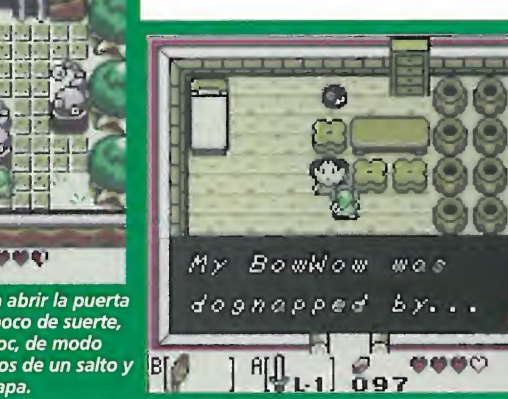 abrir la puerta
oco de suerte,
oc, de modo
os de un salto y
apa.
My BowWow was
dognapped by...
B A L-1 097